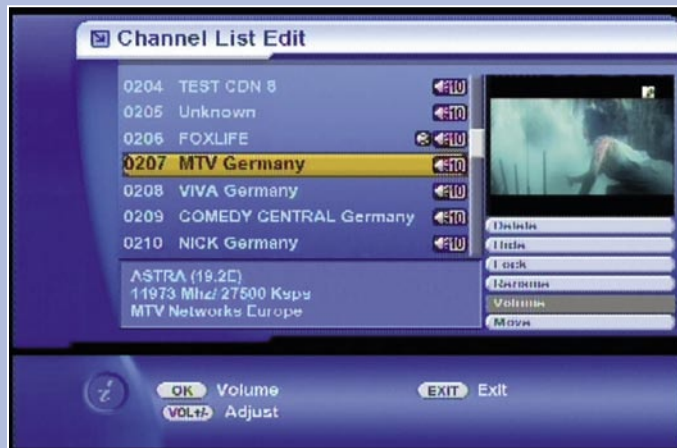 Channel List Edit
0204 TEST CDN 8
0205 Unknown
0206 FOXLIFE
0207 MTV Germany
0208 VIVA Germany
0209 COMEDY CENTRAL Germany
0210 NICK Germany
ASTRA (19.2E)
11973 Mhz/ 27500 Ksps
MTV Networks Europe
Delete
Hide
Lock
Rename
Volume
Move
OK Volume
EXIT Exit
VOL+/- Adjust